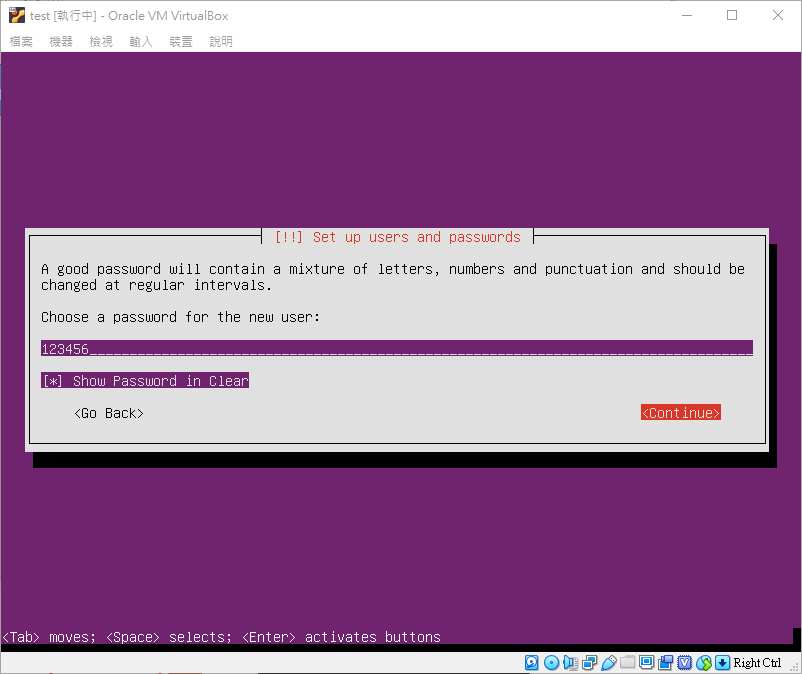 test [執行中] - Oracle VM VirtualBox
檔案 機器 檢視 輸入 裝置 說明
[!!] Set up users and passwords
A good password will contain a mixture of letters, numbers and punctuation and should be
changed at regular intervals.
Choose a password for the new user:
123456
[*] Show Password in Clear
<Go Back> <Continue>
<Tab> moves; <Space> selects; <Enter> activates buttons
Right Ctrl